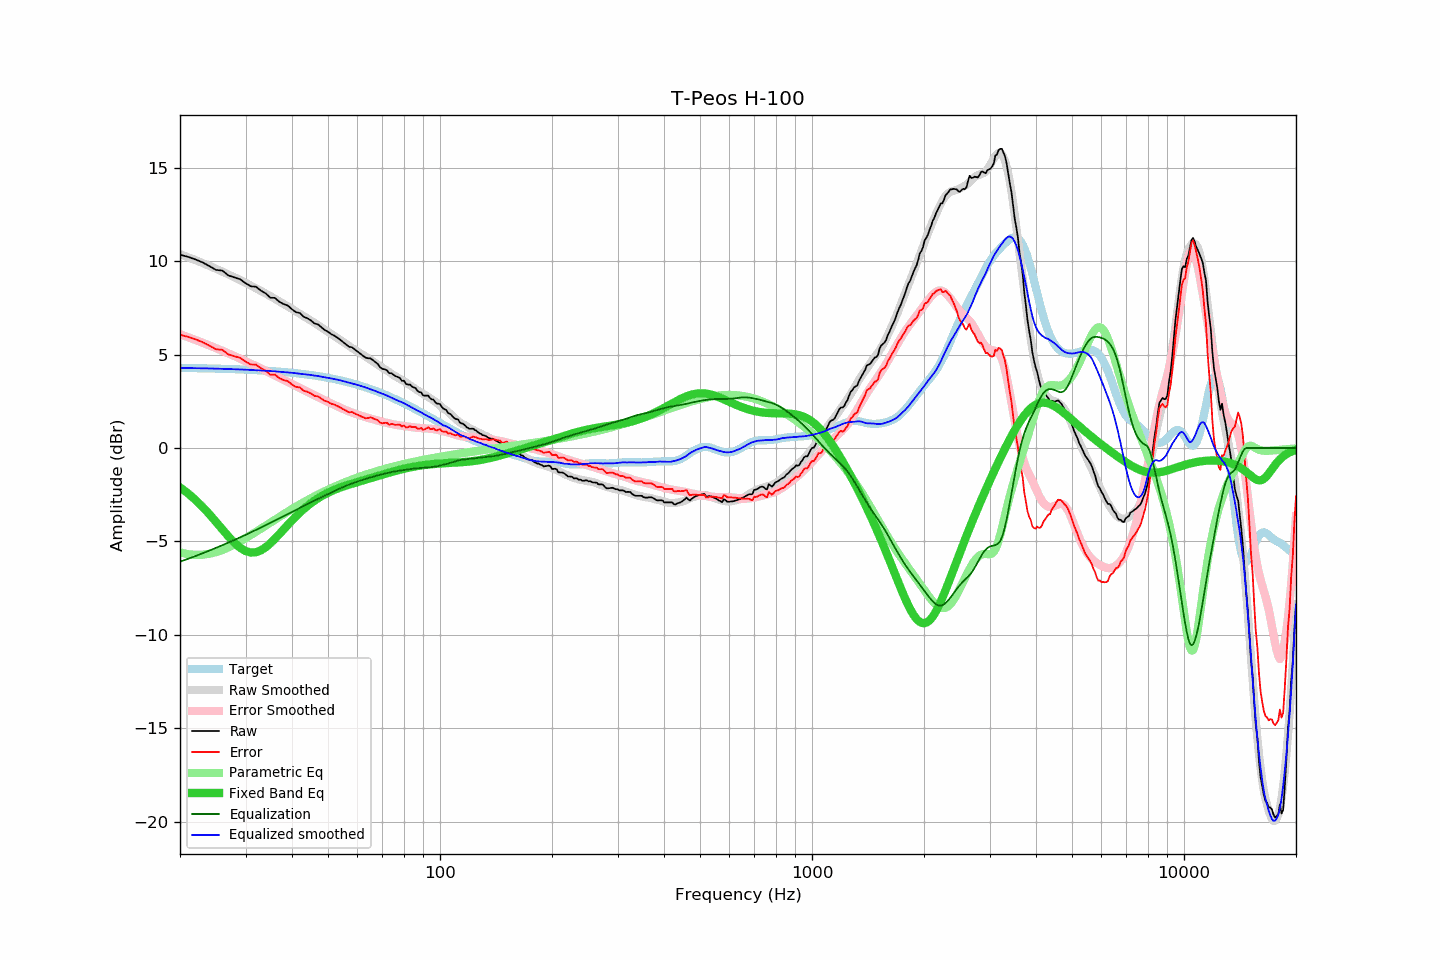 T-Peos H-100
Amplitude (dBr)
15
10
5
0
−5
−10
−15
−20
Target
Raw Smoothed
Error Smoothed
Raw
Error
Parametric Eq
Fixed Band Eq
Equalization
Equalized smoothed
100
1000
10000
Frequency (Hz)